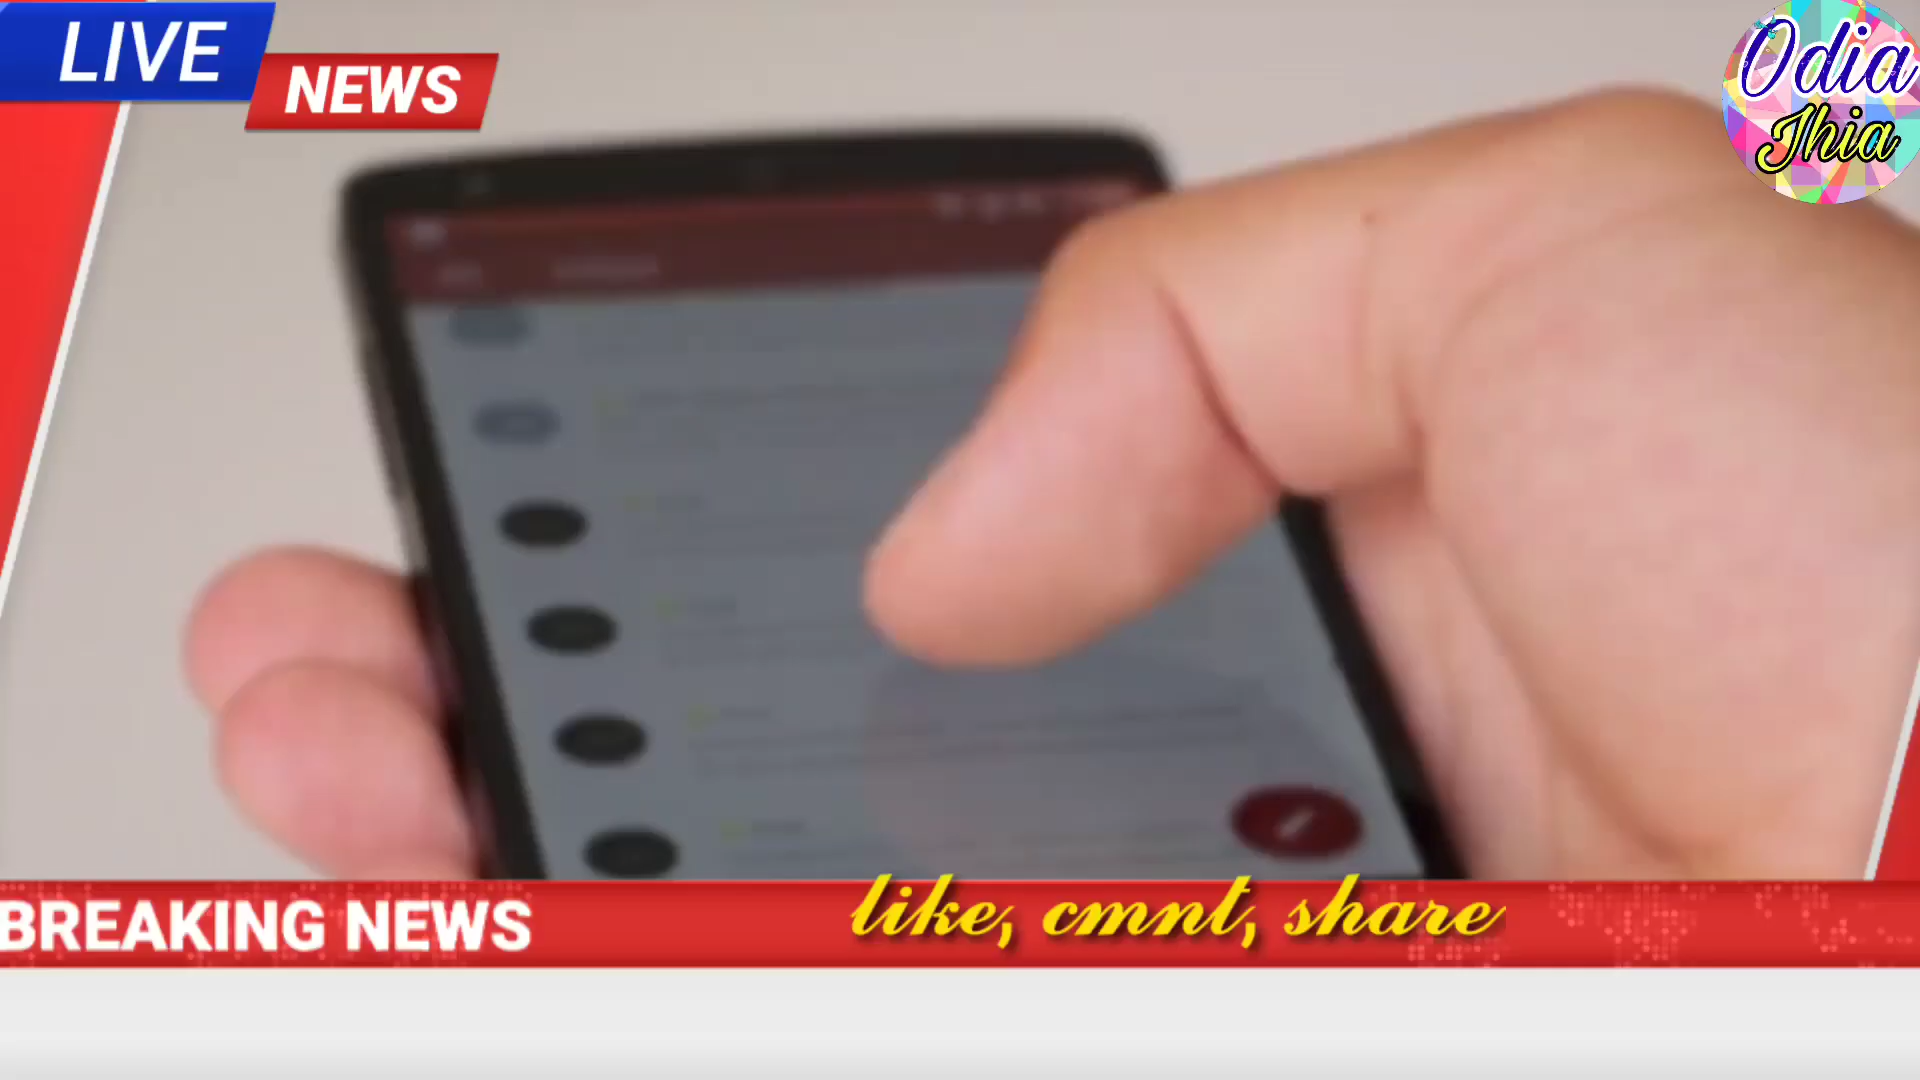 LIVE
NEWS
Odia
Jhia
BREAKING NEWS
like, cmnt, share